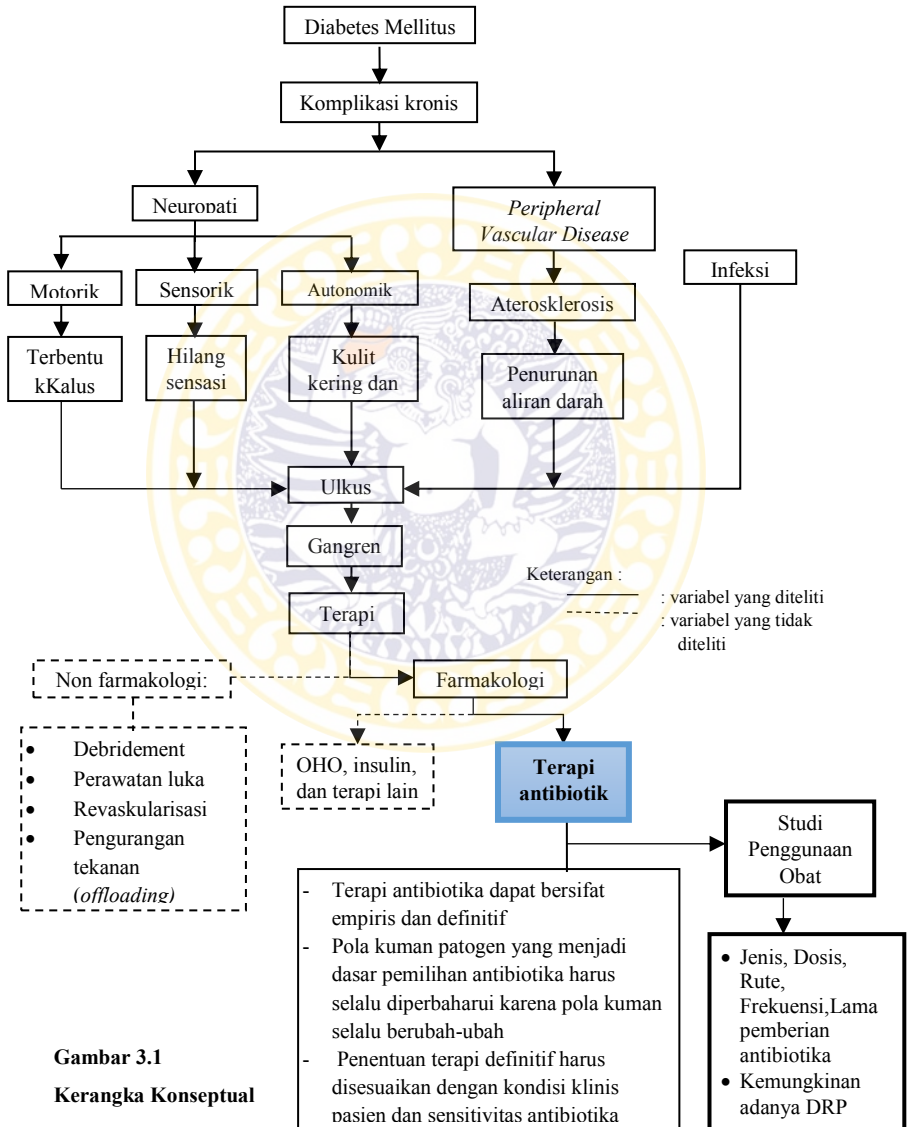 Diabetes Mellitus
Komplikasi kronis
Neuropati
Peripheral
Vascular Disease
Infeksi
Motorik
Sensorik
Autonomik
Aterosklerosis
Terbentu
kKalus
Hilang
sensasi
Kulit
kering dan
Penurunan
aliran darah
Ulkus
Gangren
Terapi
Keterangan :
: variabel yang diteliti
: variabel yang tidak
diteliti
Non farmakologi:
Farmakologi
• Debridement
• Perawatan luka
• Revaskularisasi
• Pengurangan
tekanan
(offloading)
OHO, insulin,
dan terapi lain
Terapi
antibiotik
Studi
Penggunaan
Obat
- Terapi antibiotika dapat bersifat
empiris dan definitif
- Pola kuman patogen yang menjadi
dasar pemilihan antibiotika harus
selalu diperbaharui karena pola kuman
selalu berubah-ubah
- Penentuan terapi definitif harus
disesuaikan dengan kondisi klinis
pasien dan sensitivitas antibiotika
• Jenis, Dosis,
Rute,
Frekuensi,Lama
pemberian
antibiotika
• Kemungkinan
adanya DRP
Gambar 3.1
Kerangka Konseptual